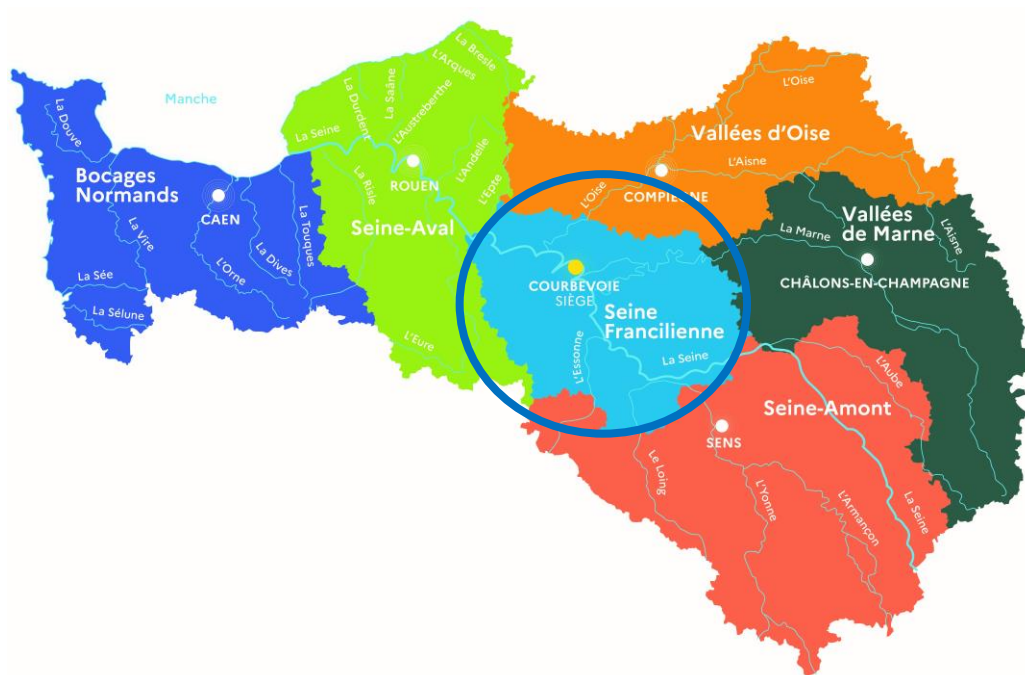 Manche
La Douve
Bocages
Normands
CAEN
La Vire
La Sée
La Sélune
L'Orne
La Dives
La Touques
La Seine
La Durdent
La Saâne
L'Austreberthe
L'Arques
La Bresle
ROUEN
La Risle
L'Andelle
L'Epte
Seine-Aval
L'Eure
L'Oise
Vallées d'Oise
L'Aisne
COMPIEGNE
L'Oise
COURBEVOIE
SIÈGE
Seine
Francilienne
La Seine
L'Essonne
La Marne
Vallées
de Marne
L'Aisne
CHÂLONS-EN-CHAMPAGNE
L'Aube
Seine-Amont
SENS
Le Loing
L'Yonne
L'Armançon
La Seine